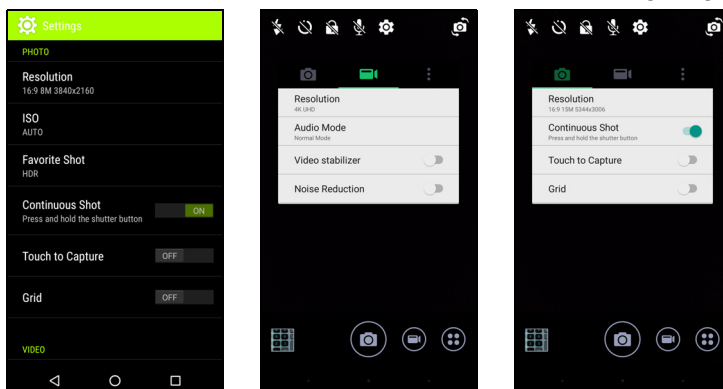 Settings
PHOTO
Resolution
16:9 8M 3840x2160
ISO
AUTO
Favorite Shot
HDR
Continuous Shot
Press and hold the shutter button
ON
Touch to Capture
OFF
Grid
OFF
VIDEO
Resolution
4K UHD
Audio Mode
Normal Mode
Video stabilizer
Noise Reduction
Resolution
16:9 15M 5344x3006
Continuous Shot
Press and hold the shutter button
Touch to Capture
Grid